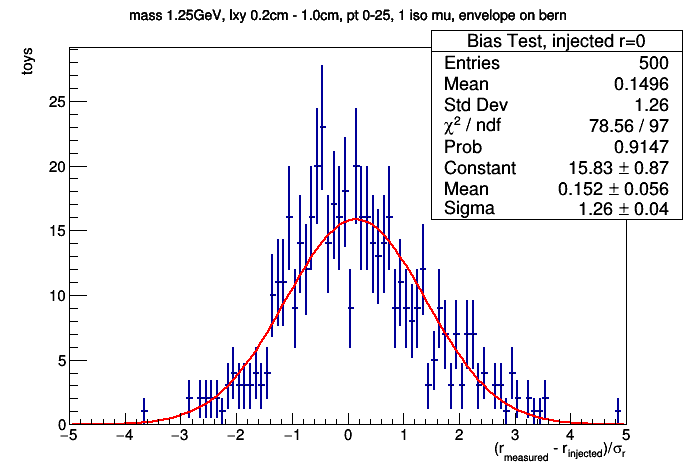 mass 1.25GeV, lxy 0.2cm - 1.0cm, pt 0-25, 1 iso mu, envelope on bern
Bias Test, injected r=0
Entries 500
Mean 0.1496
Std Dev 1.26
χ² / ndf 78.56 / 97
Prob 0.9147
Constant 15.83 ± 0.87
Mean 0.152 ± 0.056
Sigma 1.26 ± 0.04
toys
25
20
15
10
5
0
−5 −4 −3 −2 −1 0 1 2 3 4 5
(r_measured - r_injected)/σ_r